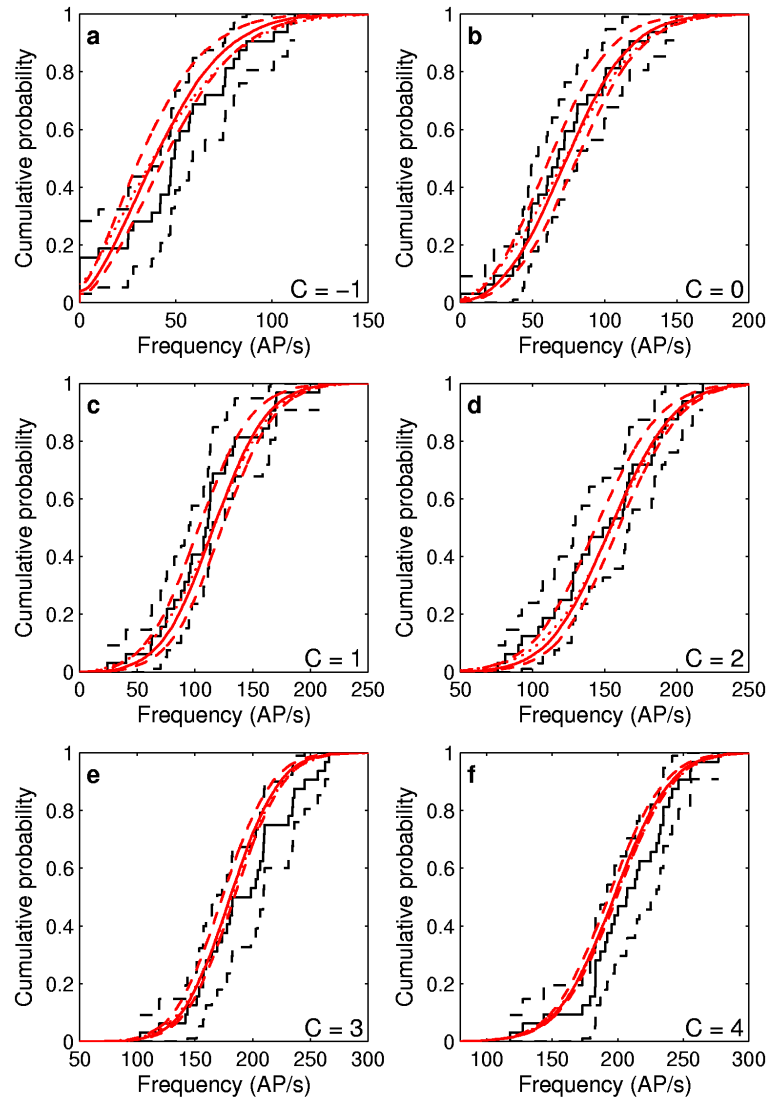 a
1
0.8
0.6
0.4
0.2
0
Cumulative probability
0 50 100 150
Frequency (AP/s)
C = −1
b
1
0.8
0.6
0.4
0.2
0
Cumulative probability
0 50 100 150 200
Frequency (AP/s)
C = 0
c
1
0.8
0.6
0.4
0.2
0
Cumulative probability
0 50 100 150 200 250
Frequency (AP/s)
C = 1
d
1
0.8
0.6
0.4
0.2
0
Cumulative probability
50 100 150 200 250
Frequency (AP/s)
C = 2
e
1
0.8
0.6
0.4
0.2
0
Cumulative probability
50 100 150 200 250 300
Frequency (AP/s)
C = 3
f
1
0.8
0.6
0.4
0.2
0
Cumulative probability
100 150 200 250 300
Frequency (AP/s)
C = 4